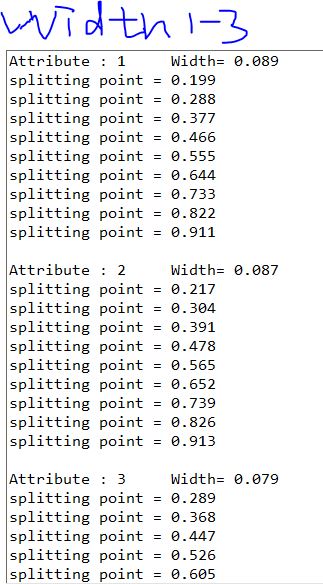 Width 1-3
Attribute : 1     Width= 0.089
splitting point = 0.199
splitting point = 0.288
splitting point = 0.377
splitting point = 0.466
splitting point = 0.555
splitting point = 0.644
splitting point = 0.733
splitting point = 0.822
splitting point = 0.911
Attribute : 2     Width= 0.087
splitting point = 0.217
splitting point = 0.304
splitting point = 0.391
splitting point = 0.478
splitting point = 0.565
splitting point = 0.652
splitting point = 0.739
splitting point = 0.826
splitting point = 0.913
Attribute : 3     Width= 0.079
splitting point = 0.289
splitting point = 0.368
splitting point = 0.447
splitting point = 0.526
splitting point = 0.605